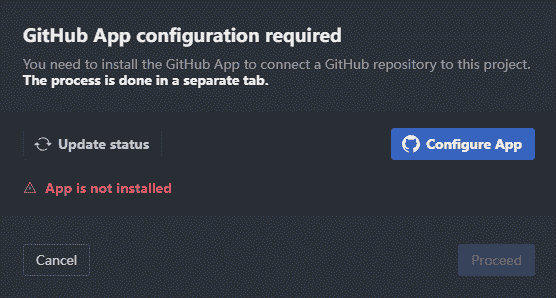 GitHub App configuration required
You need to install the GitHub App to connect a GitHub repository to this project.
The process is done in a separate tab.
Update status
Configure App
App is not installed
Cancel
Proceed